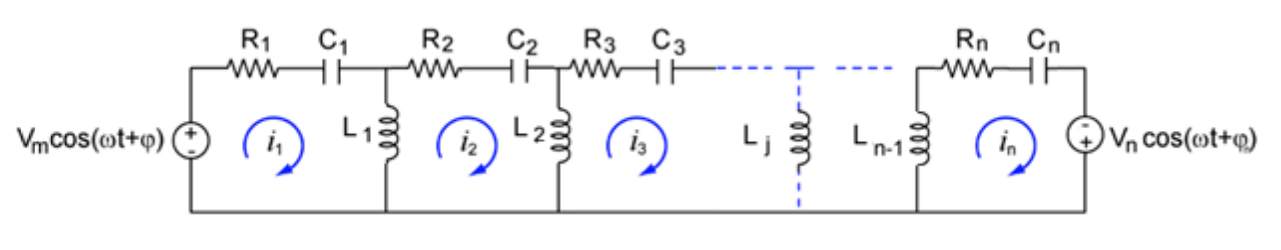 R1 C1 R2 C2 R3 C3 Rn Cn
Vmcos(ωt+φ) + - i1 L1 i2 L2 i3 Lj Ln-1 in - + Vn cos(ωt+φn)